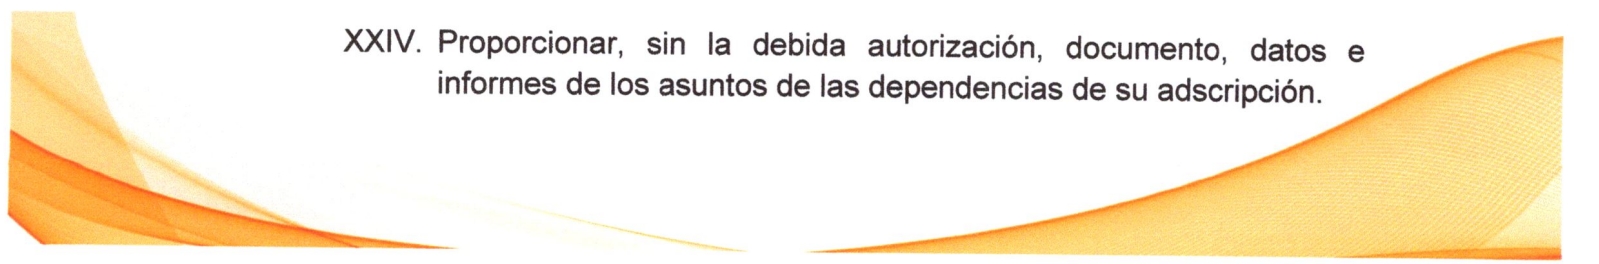 XXIV. Proporcionar, sin la debida autorización, documento, datos e
informes de los asuntos de las dependencias de su adscripción.